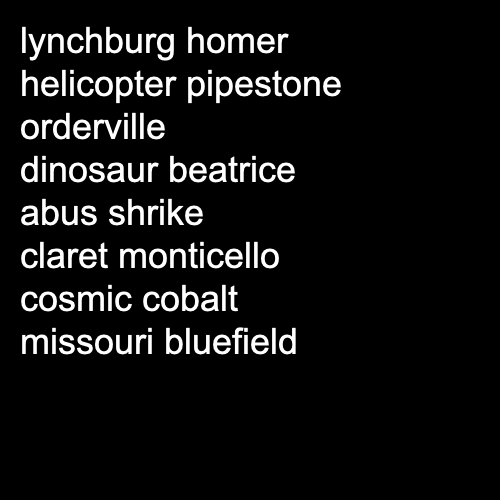 lynchburg homer
helicopter pipestone
orderville
dinosaur beatrice
abus shrike
claret monticello
cosmic cobalt
missouri bluefield